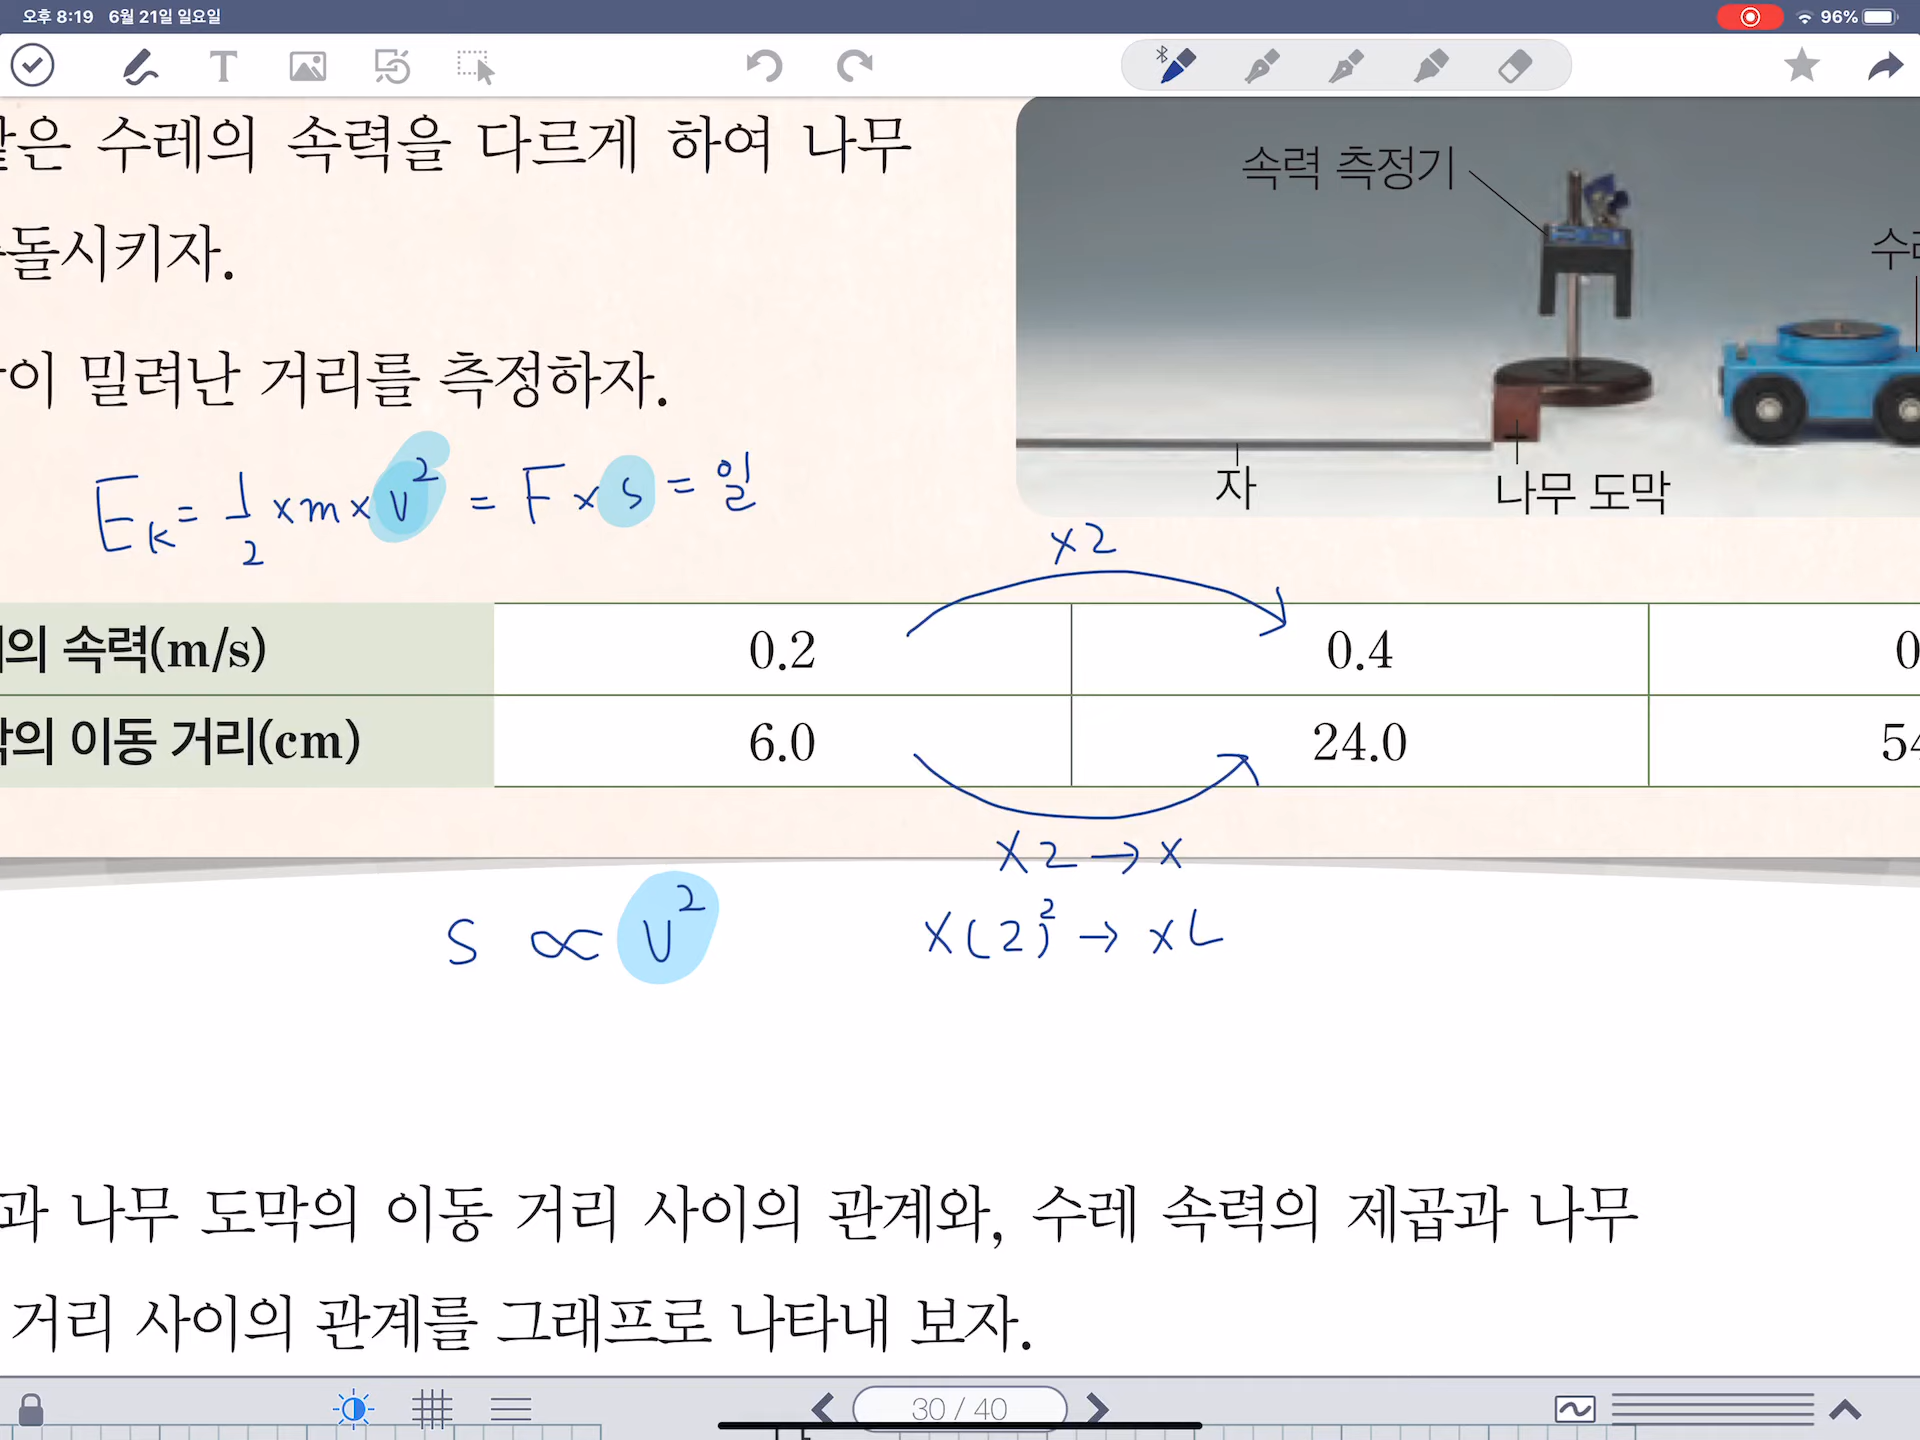 오후 8:19 6월 21일 일요일
96%
T
같은 수레의 속력을 다르게 하여 나무
충돌시키자.
이 밀려난 거리를 측정하자.
속력 측정기
자
나무 도막
E_K = 1/2 × m × v² = F × s = 일
×2
의 속력(m/s) 0.2 0.4 0
의 이동 거리(cm) 6.0 24.0 54
×2 → ×
s ∝ v²
×(2)² → ×
과 나무 도막의 이동 거리 사이의 관계와, 수레 속력의 제곱과 나무
거리 사이의 관계를 그래프로 나타내 보자.
30 / 40